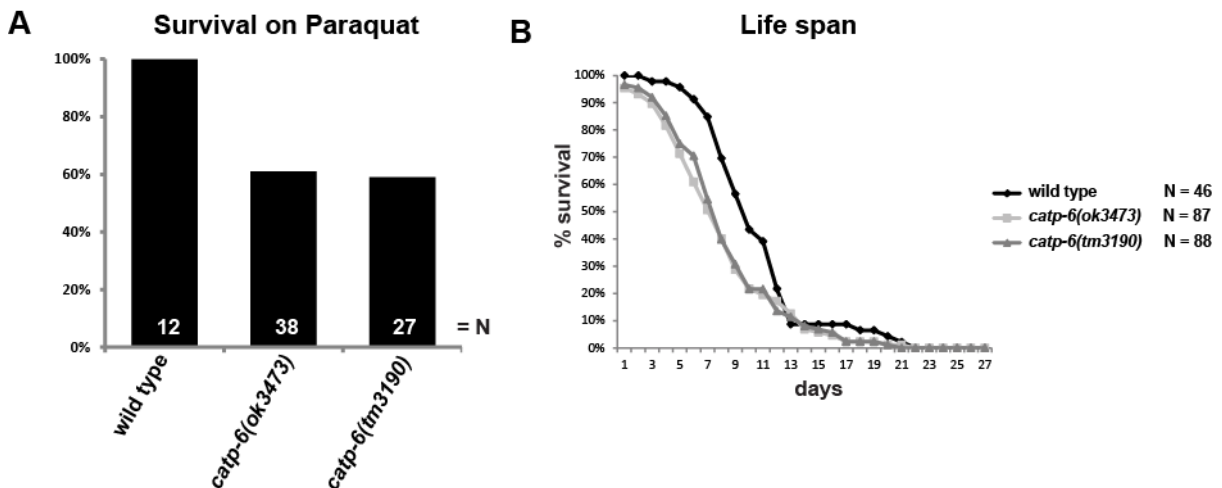 A
Survival on Paraquat
100%
80%
60%
40%
20%
0%
12
38
27
= N
wild type
catp-6(ok3473)
catp-6(tm3190)
B
Life span
% survival
100%
90%
80%
70%
60%
50%
40%
30%
20%
10%
0%
1 3 5 7 9 11 13 15 17 19 21 23 25 27
days
wild type N = 46
catp-6(ok3473) N = 87
catp-6(tm3190) N = 88